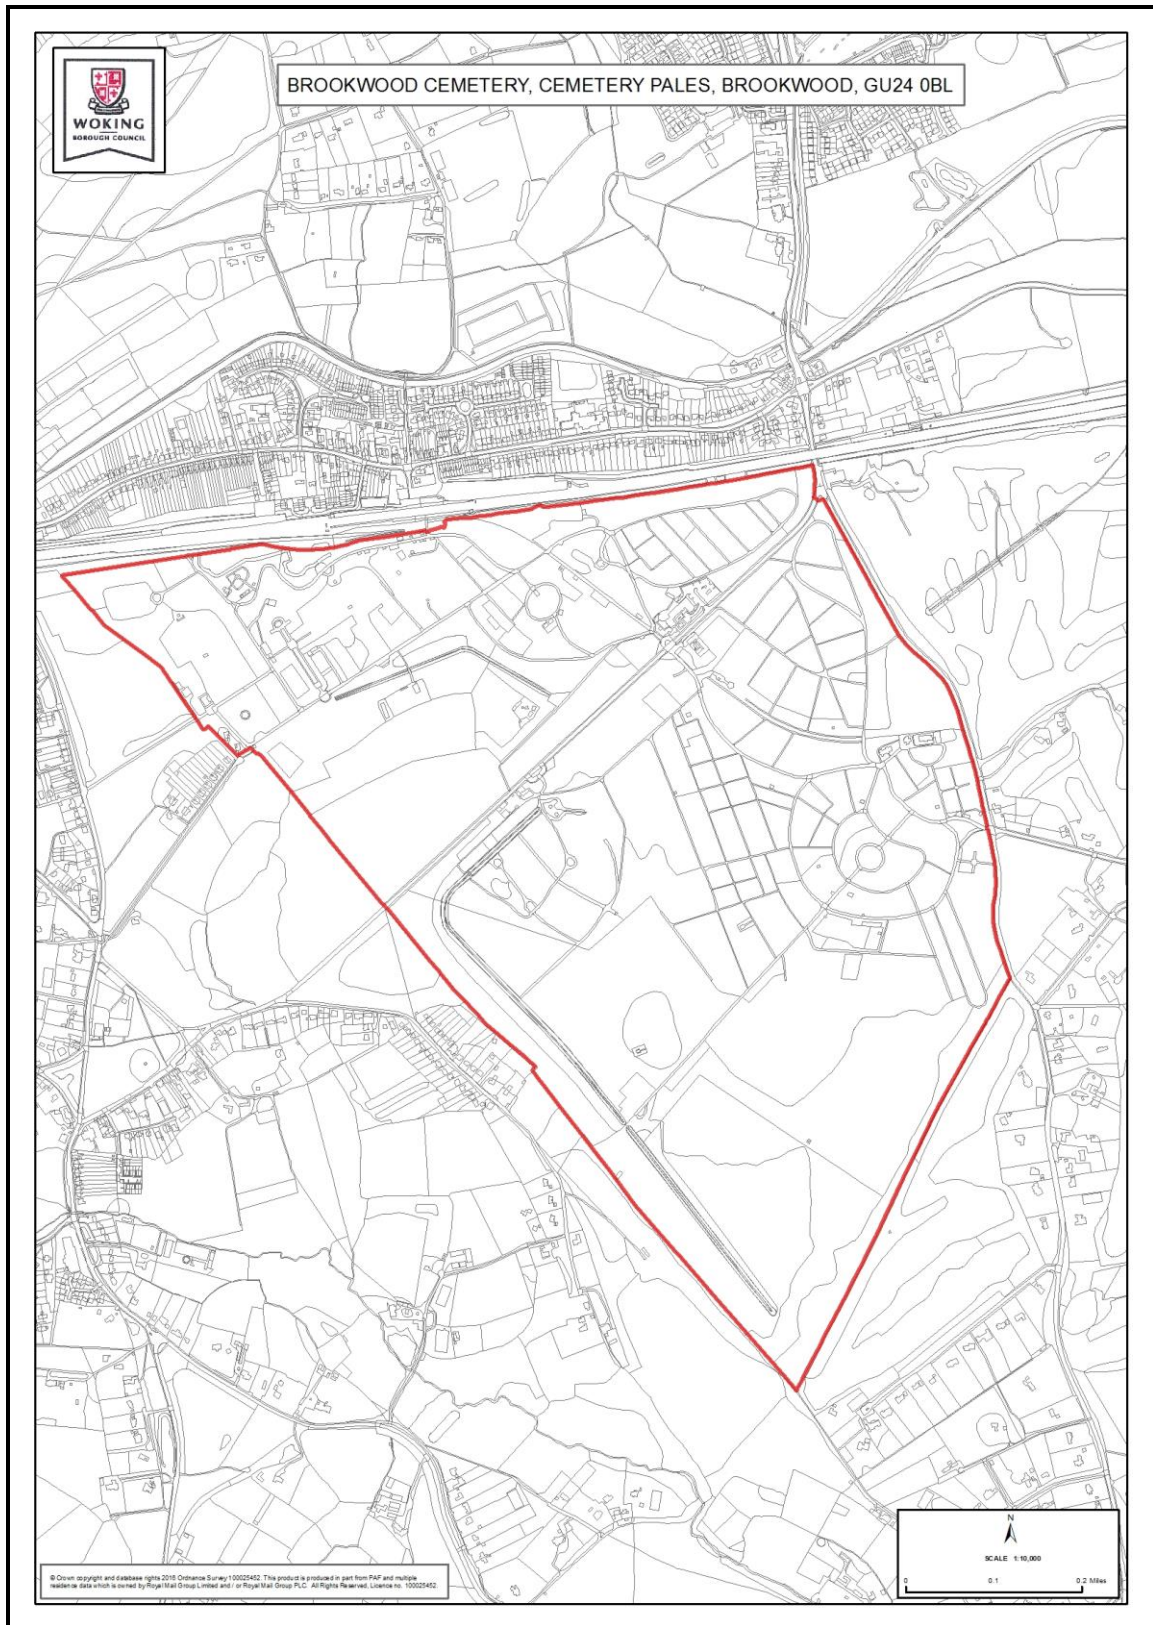 BROOKWOOD CEMETERY, CEMETERY PALES, BROOKWOOD, GU24 0BL
WOKING
BOROUGH COUNCIL
N
SCALE 1:10,000
0 0.1 0.2 Miles
© Crown copyright and database rights 2016 Ordnance Survey 100025452. This product is produced in part from PAF and multiple
residence data which is owned by Royal Mail Group Limited and / or Royal Mail Group PLC. All Rights Reserved, Licence no. 100025452.